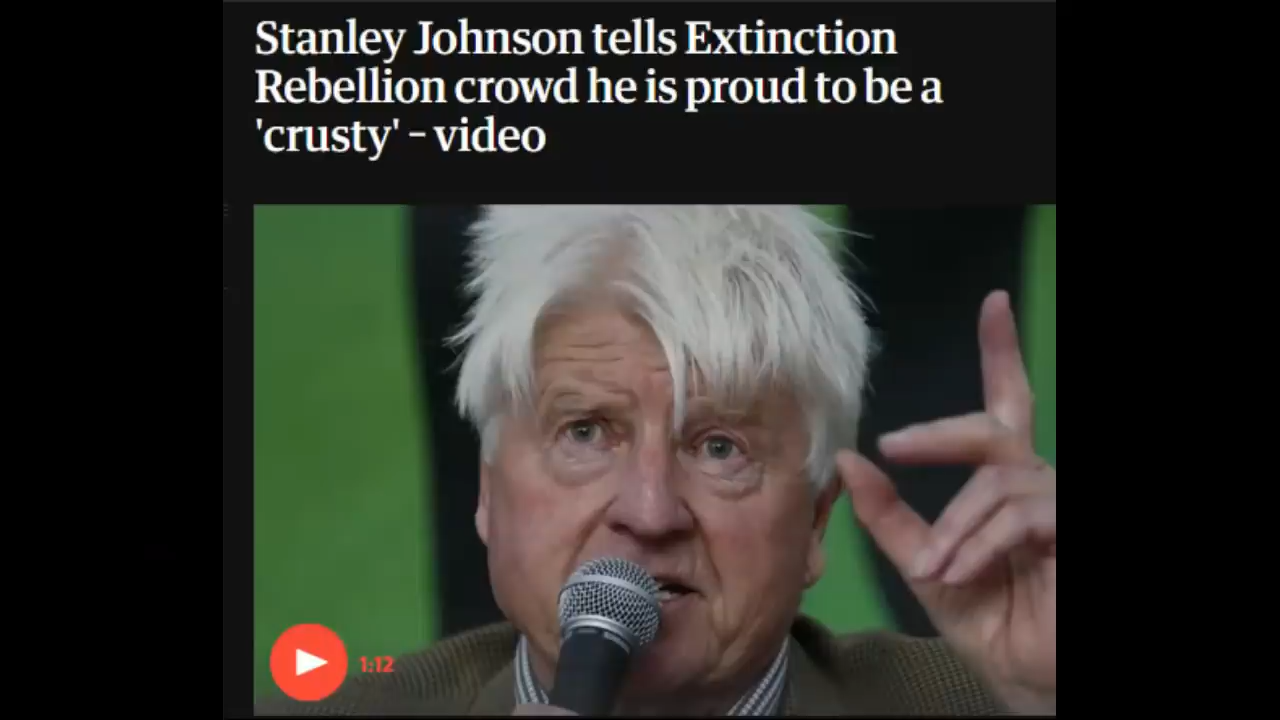 Stanley Johnson tells Extinction
Rebellion crowd he is proud to be a
'crusty' – video
1:12